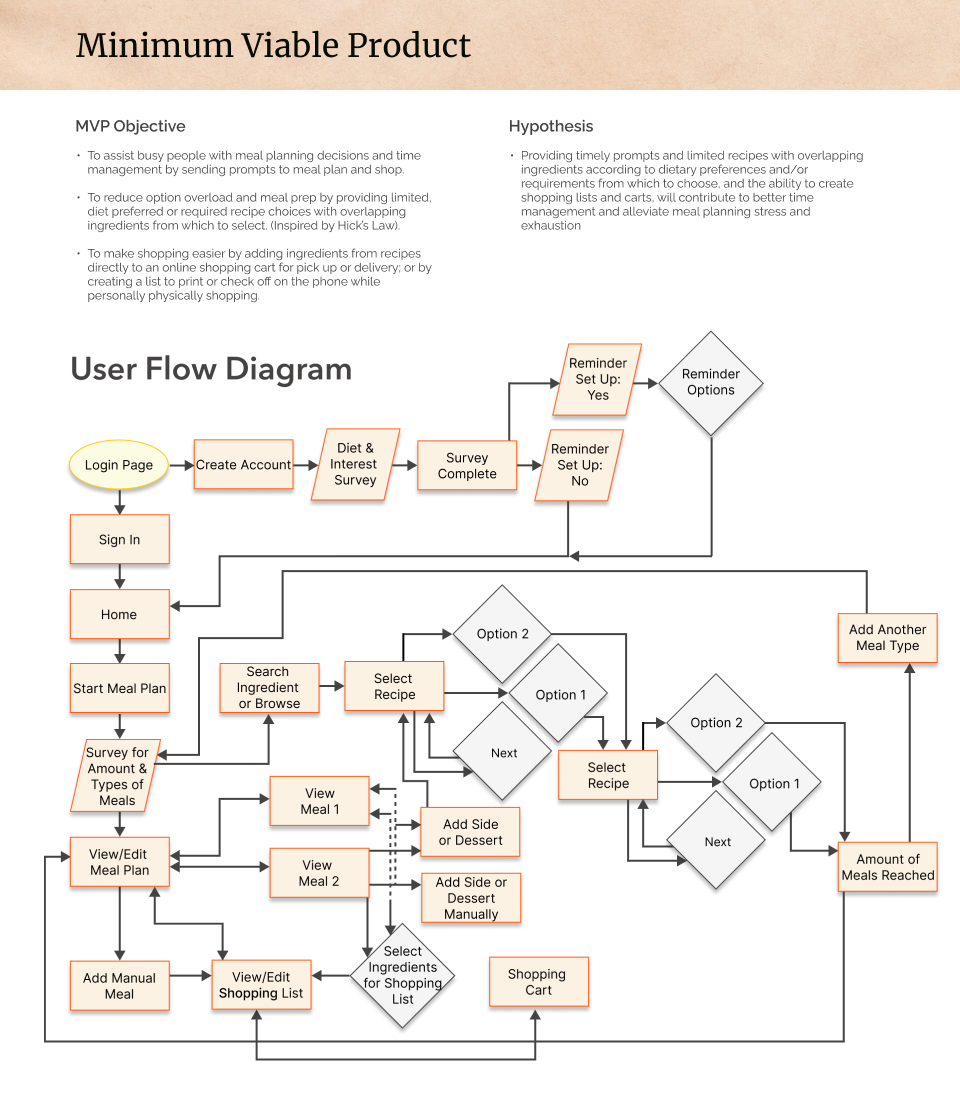 Minimum Viable Product
MVP Objective
• To assist busy people with meal planning decisions and time
management by sending prompts to meal plan and shop.
• To reduce option overload and meal prep by providing limited,
diet preferred or required recipe choices with overlapping
ingredients from which to select. (Inspired by Hick's Law).
• To make shopping easier by adding ingredients from recipes
directly to an online shopping cart for pick up or delivery; or by
creating a list to print or check off on the phone while
personally physically shopping.
Hypothesis
• Providing timely prompts and limited recipes with overlapping
ingredients according to dietary preferences and/or
requirements from which to choose, and the ability to create
shopping lists and carts, will contribute to better time
management and alleviate meal planning stress and
exhaustion
User Flow Diagram
Reminder
Set Up:
Yes
Reminder
Options
Login Page
Create Account
Diet &
Interest
Survey
Survey
Complete
Reminder
Set Up:
No
Sign In
Home
Start Meal Plan
Survey for
Amount &
Types of
Meals
Search
Ingredient
or Browse
Select
Recipe
Option 2
Option 1
Next
Select
Recipe
Option 2
Option 1
Next
Add Another
Meal Type
Amount of
Meals Reached
View/Edit
Meal Plan
View
Meal 1
View
Meal 2
Add Side
or Dessert
Add Side or
Dessert
Manually
Add Manual
Meal
View/Edit
Shopping List
Select
Ingredients
for Shopping
List
Shopping
Cart